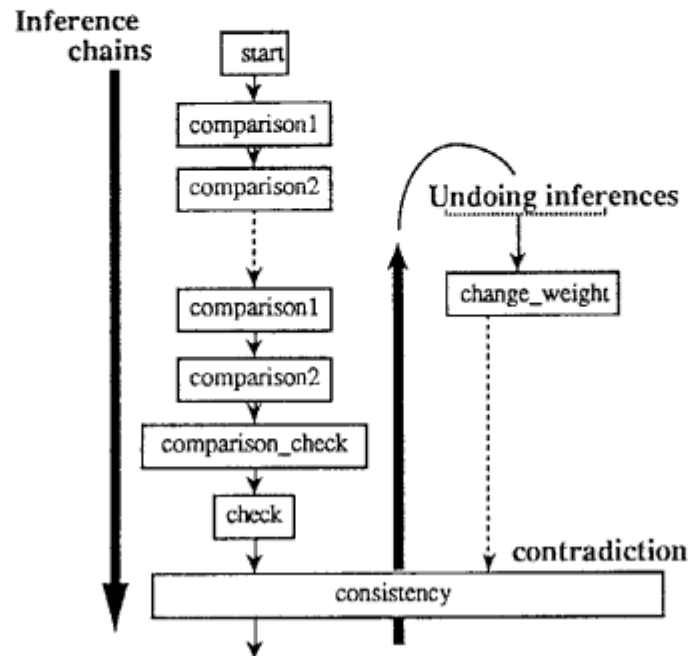 Inference
chains
start
comparison1
comparison2
comparison1
comparison2
comparison_check
check
consistency
Undoing inferences
change_weight
contradiction